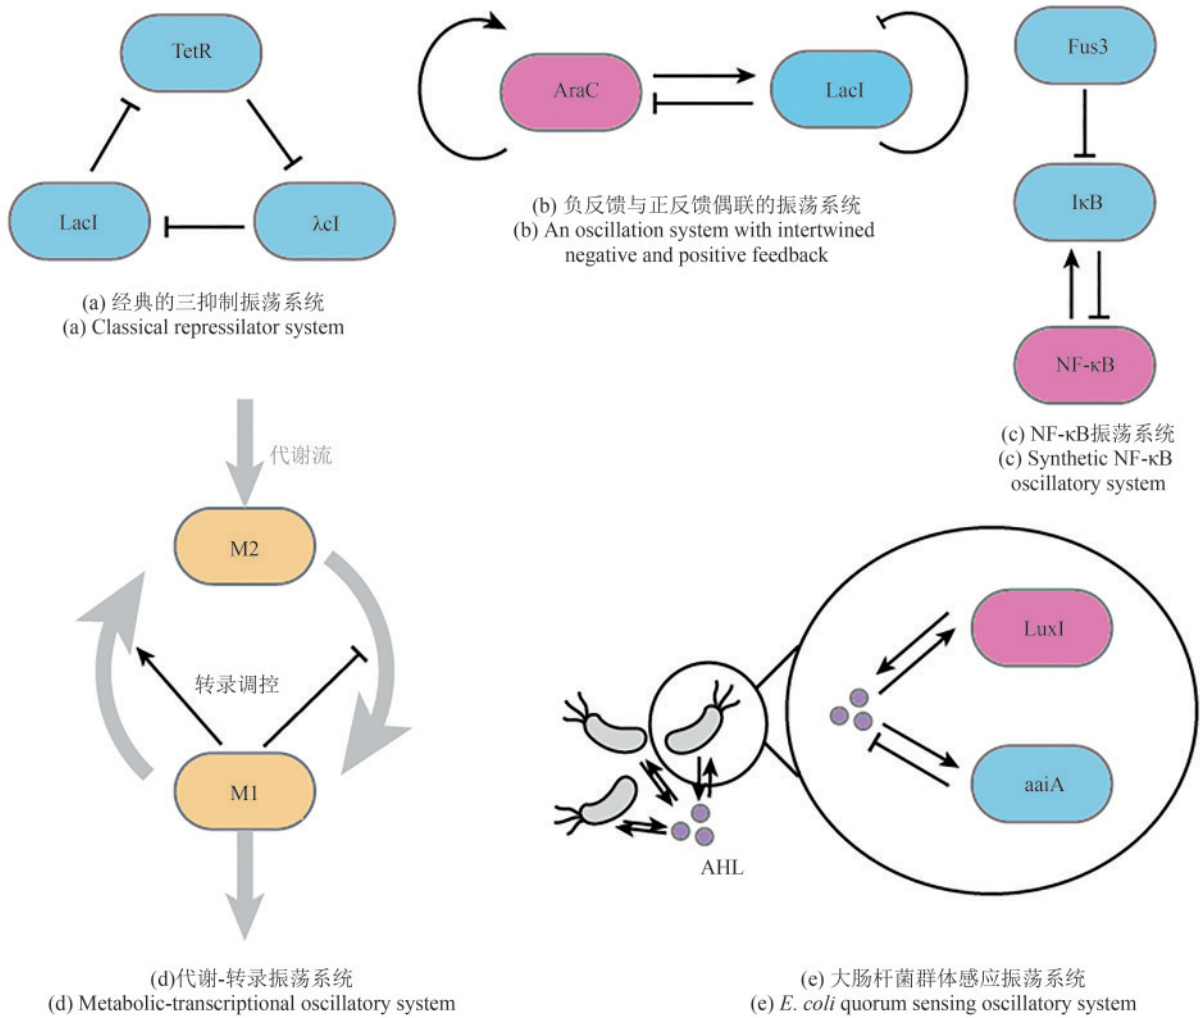 TetR
LacI
λcI
(a) 经典的三抑制振荡系统
(a) Classical repressilator system
AraC
LacI
(b) 负反馈与正反馈偶联的振荡系统
(b) An oscillation system with intertwined
negative and positive feedback
Fus3
IκB
NF-κB
(c) NF-κB振荡系统
(c) Synthetic NF-κB
oscillatory system
代谢流
M2
转录调控
M1
(d)代谢-转录振荡系统
(d) Metabolic-transcriptional oscillatory system
LuxI
aaiA
AHL
(e) 大肠杆菌群体感应振荡系统
(e) E. coli quorum sensing oscillatory system